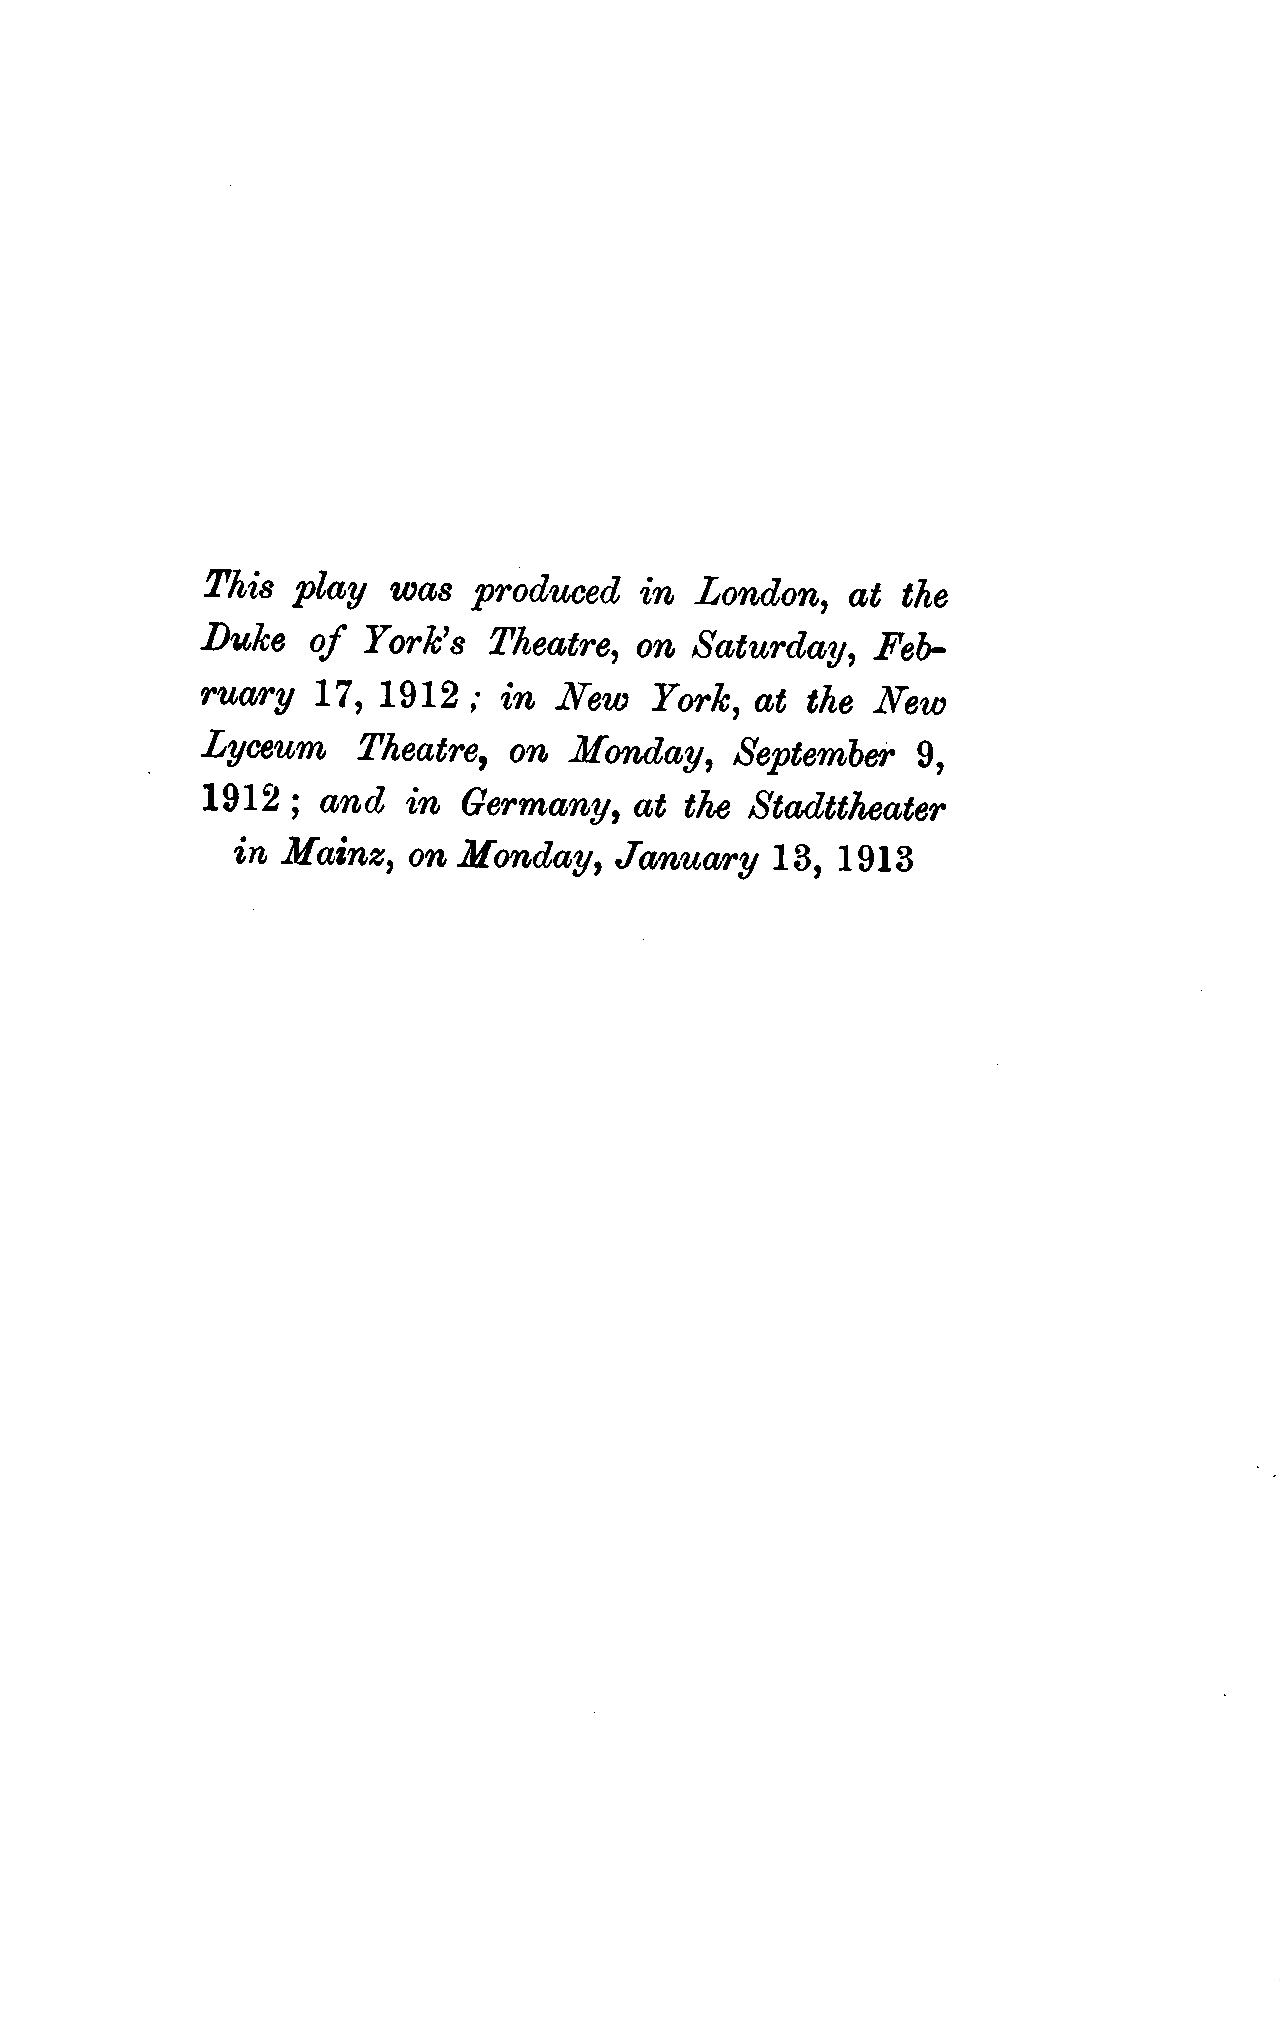 This play was produced in London, at the
Duke of York's Theatre, on Saturday, Feb-
ruary 17, 1912; in New York, at the New
Lyceum Theatre, on Monday, September 9,
1912; and in Germany, at the Stadttheater
in Mainz, on Monday, January 13, 1913